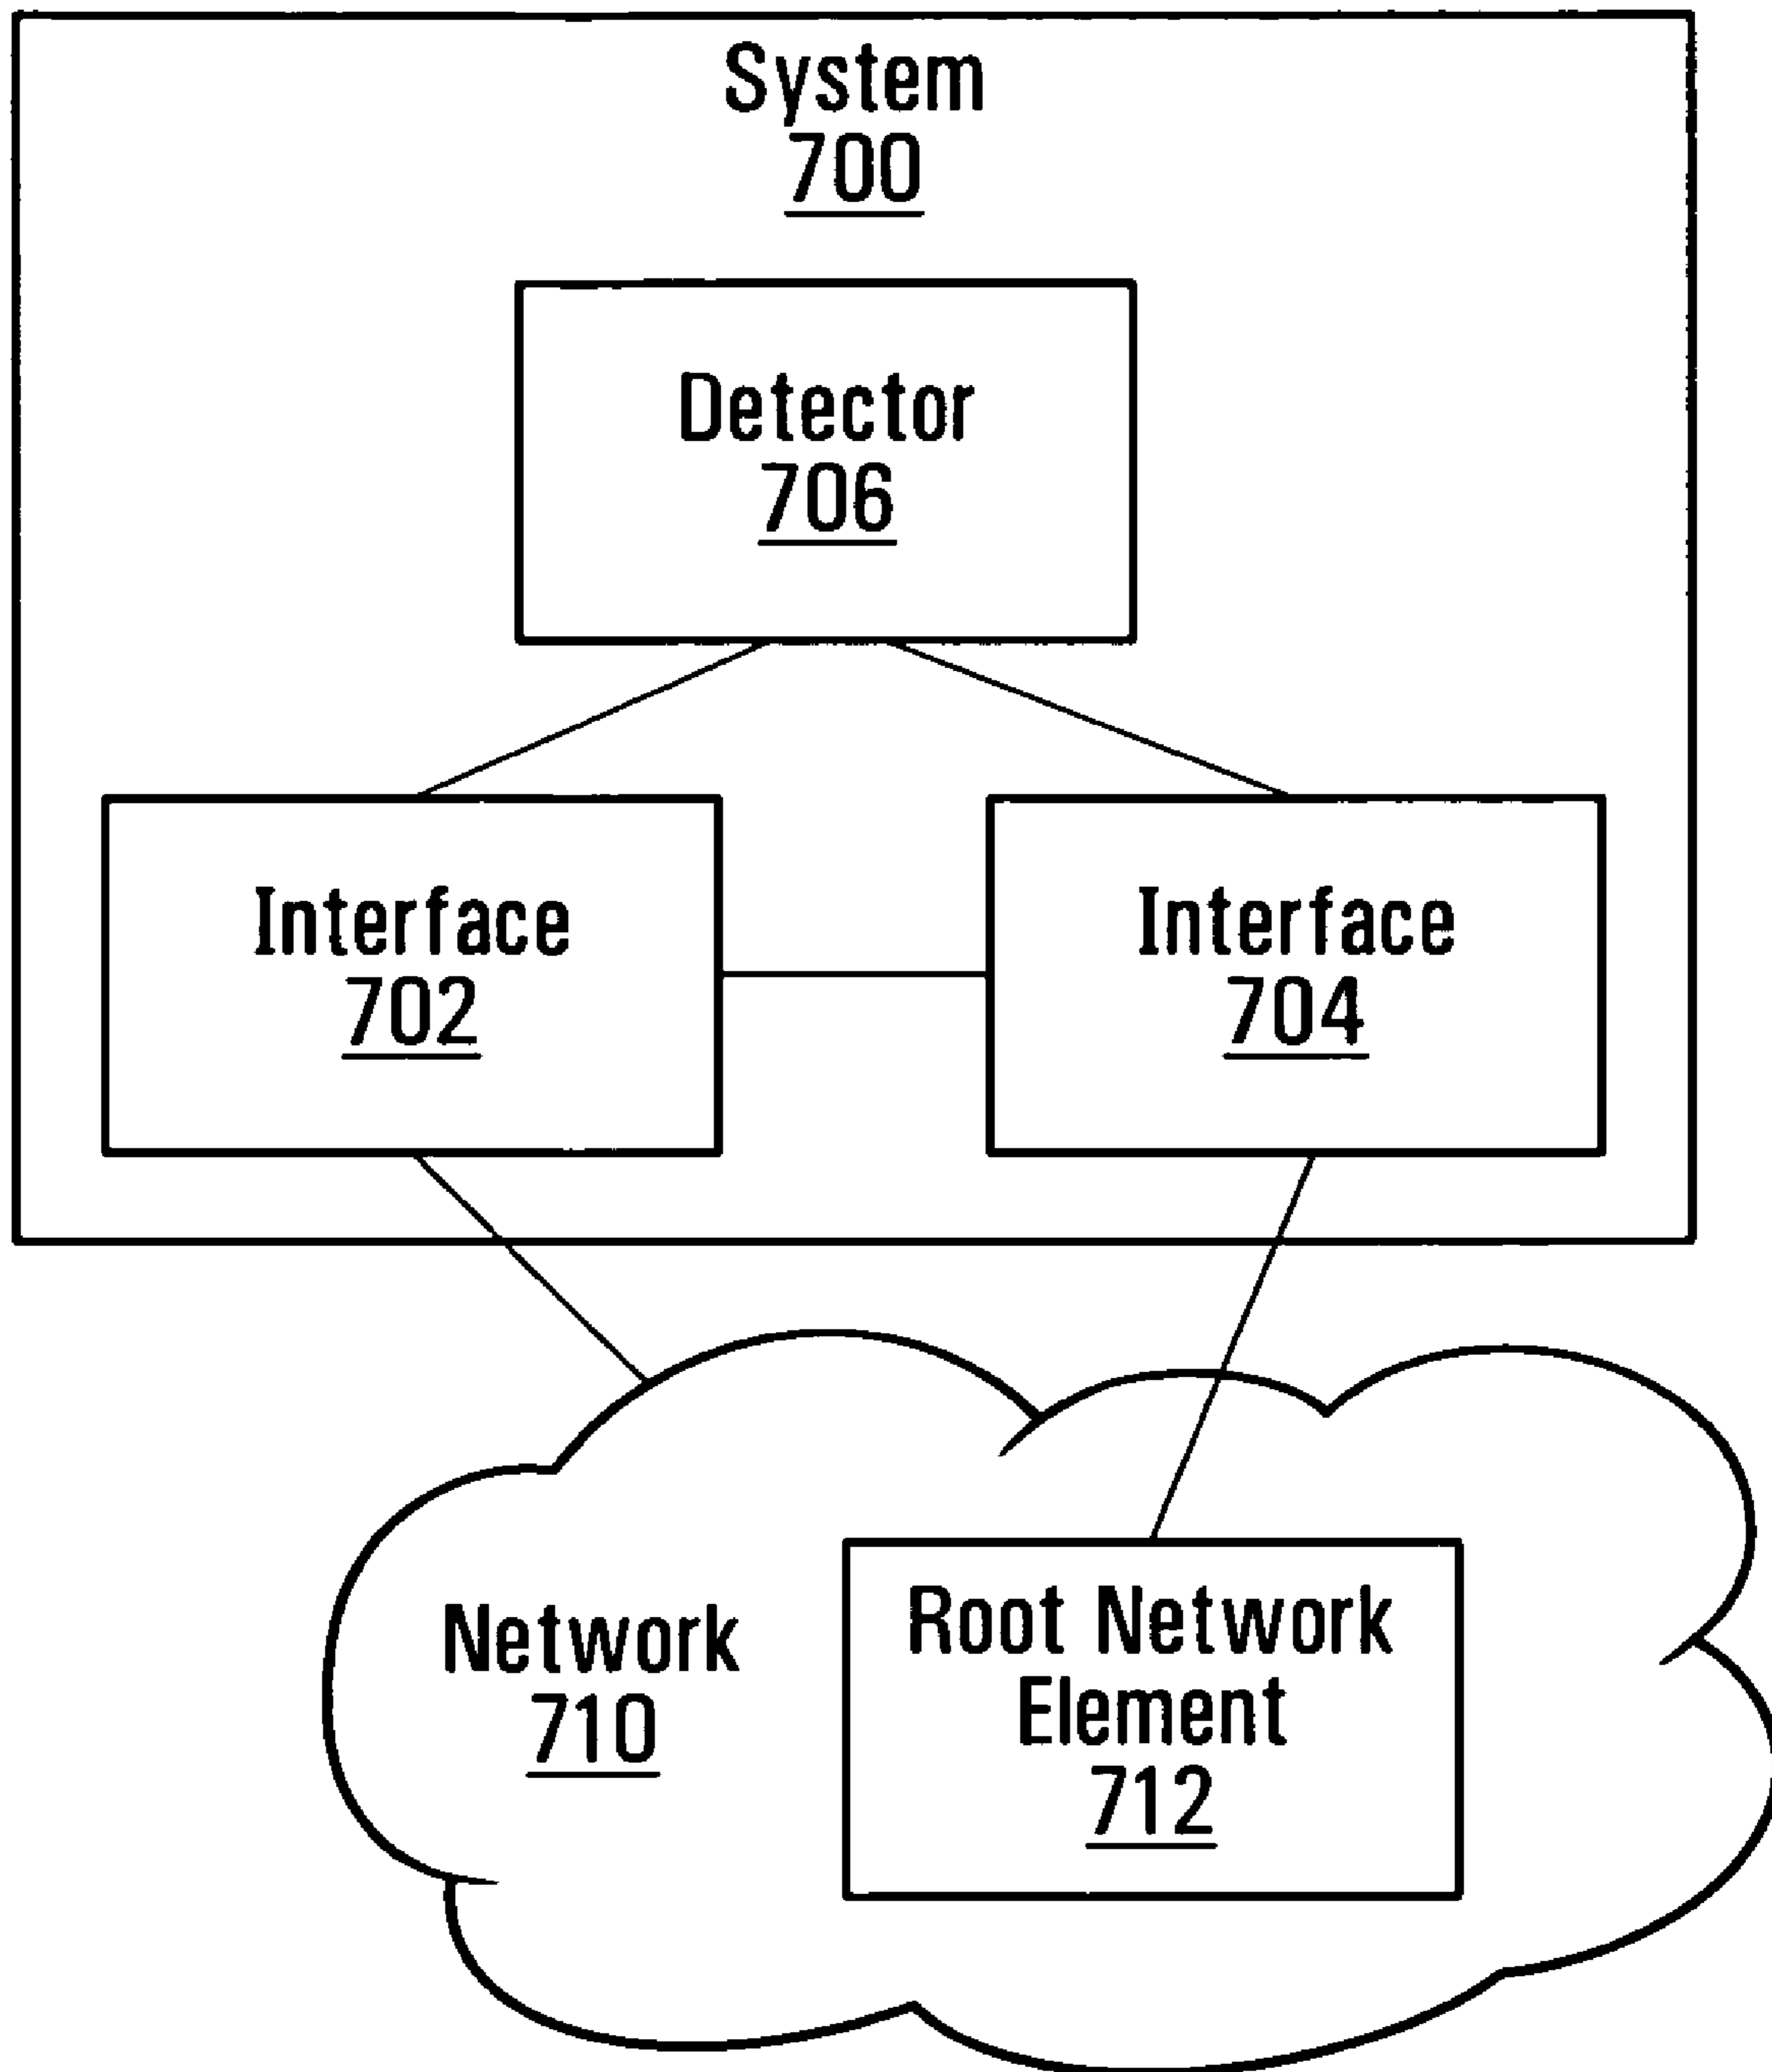 System
700
Detector
706
Interface
702
Interface
704
Network
710
Root Network
Element
712